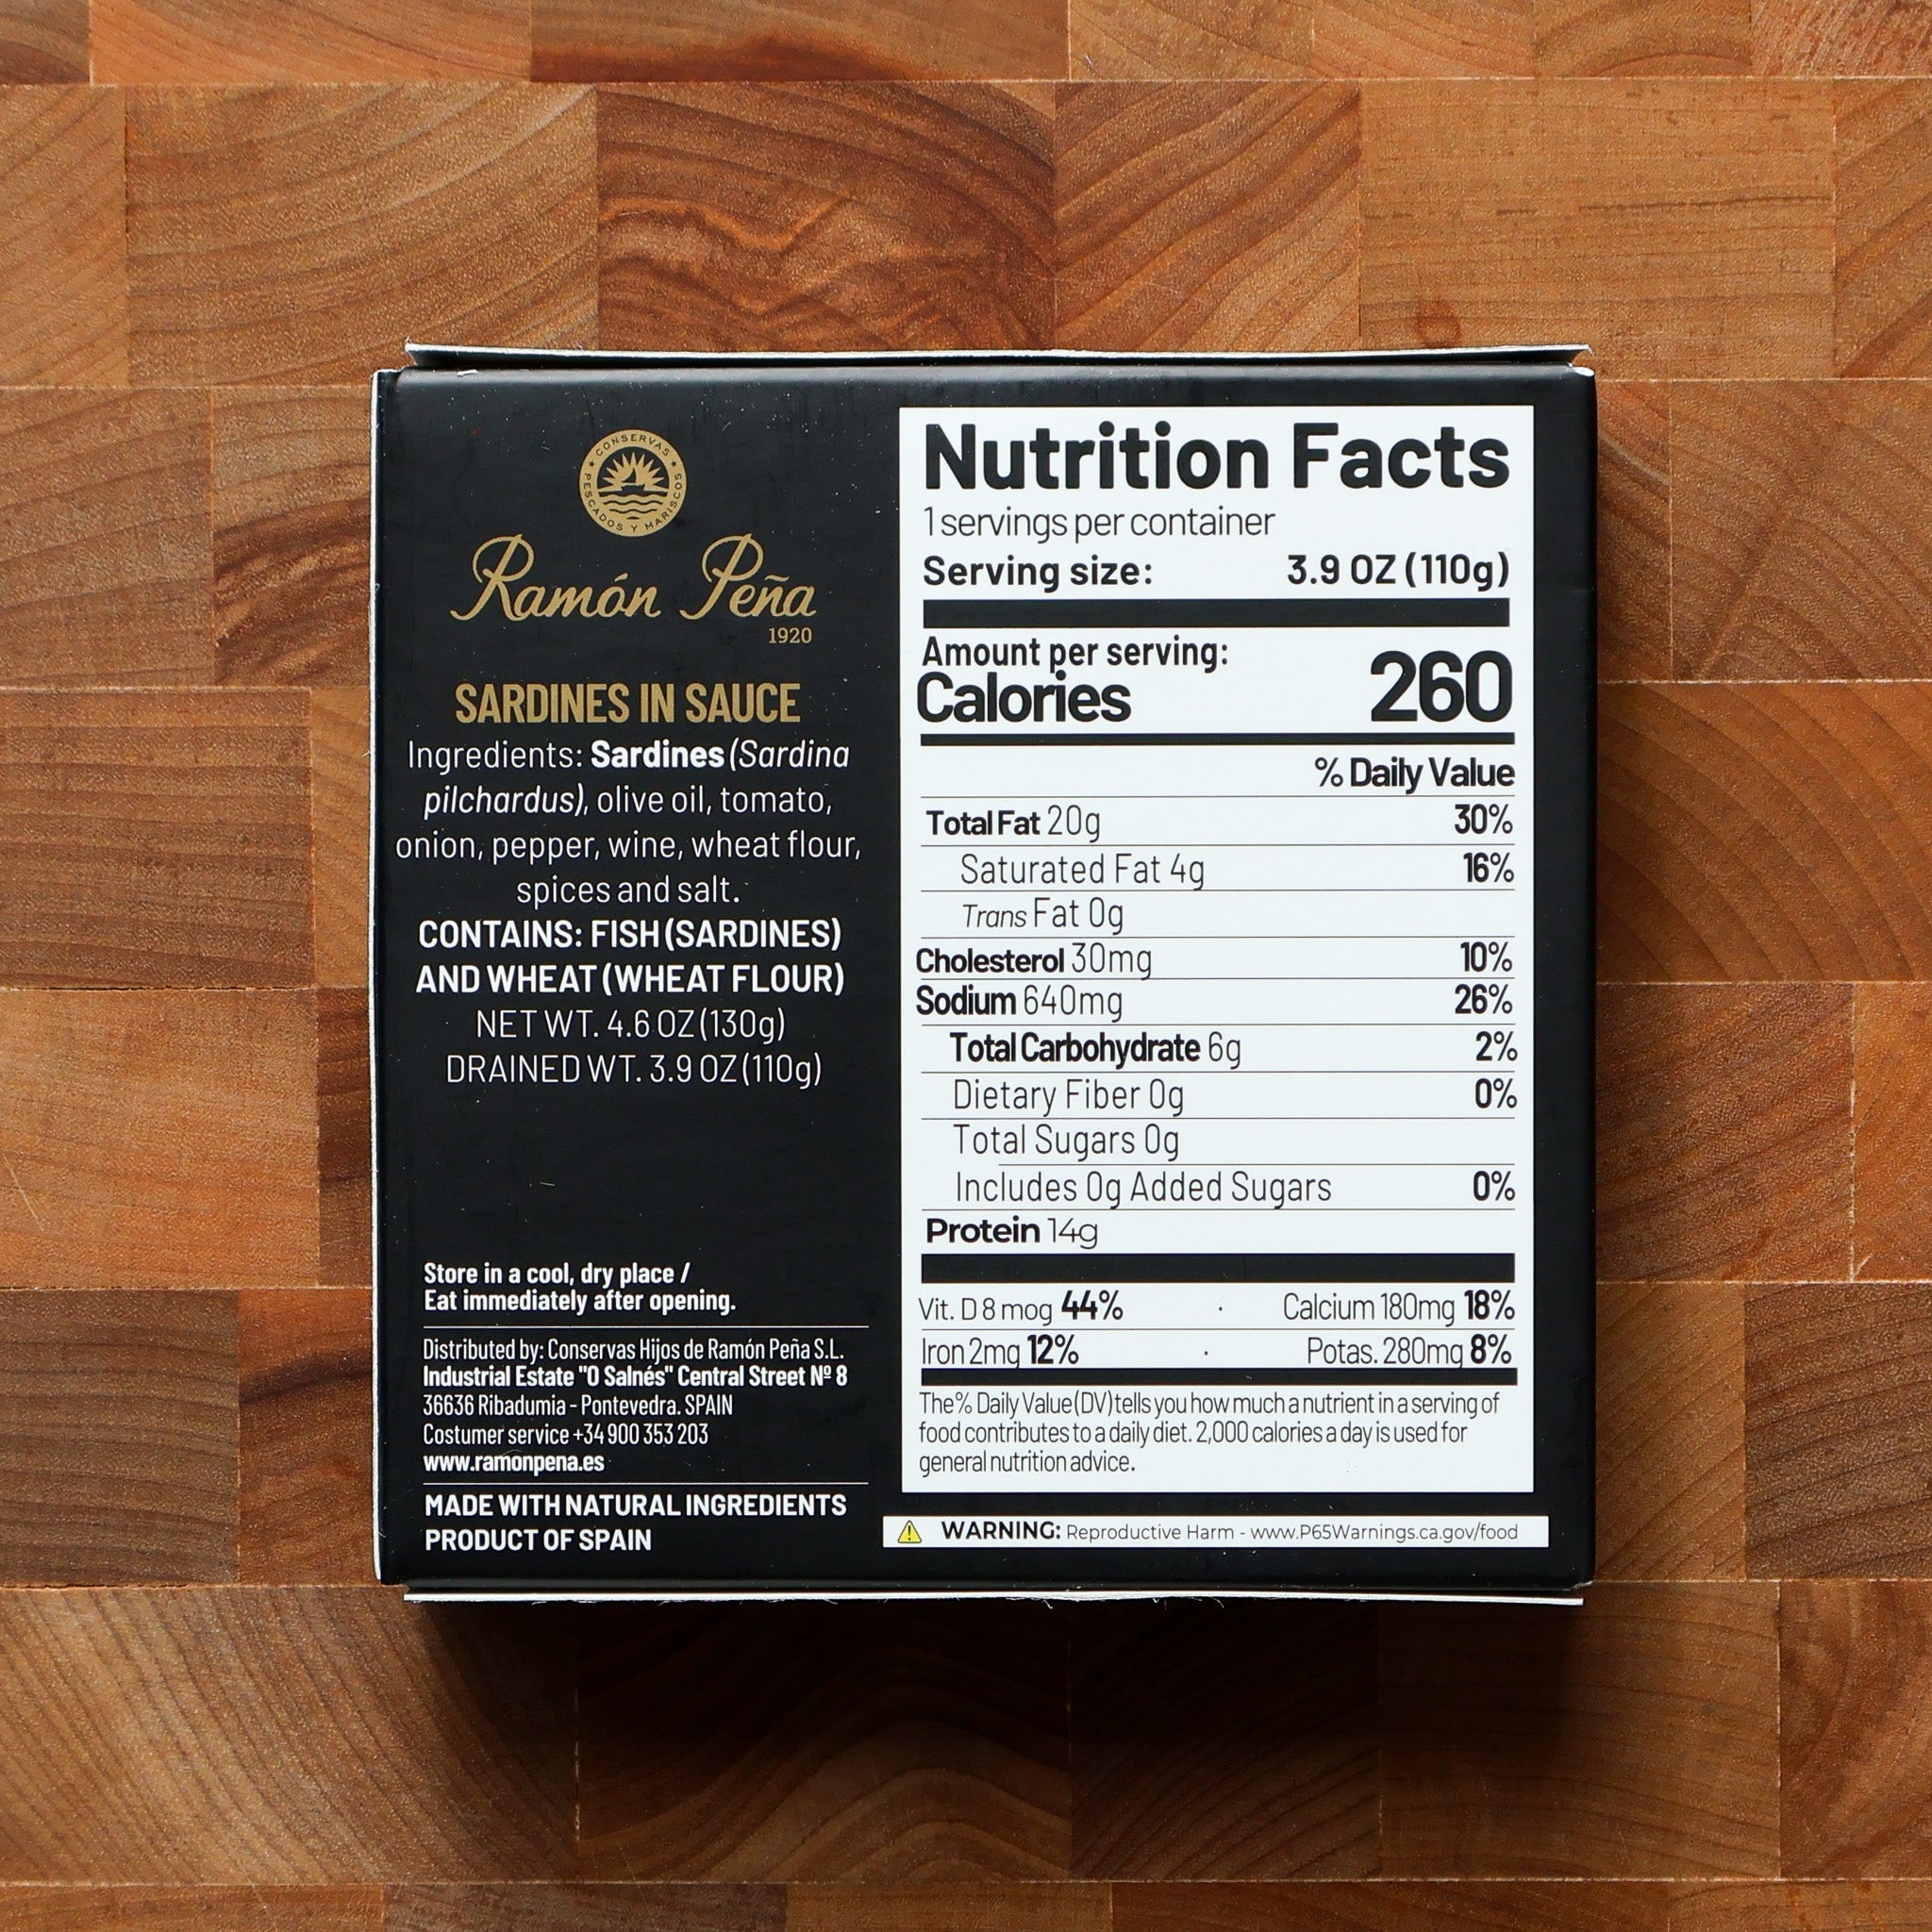 CONSERVAS
PESCADOS Y MARISCOS
Ramón Peña
1920
SARDINES IN SAUCE
Ingredients: Sardines (Sardina
pilchardus), olive oil, tomato,
onion, pepper, wine, wheat flour,
spices and salt.
CONTAINS: FISH (SARDINES)
AND WHEAT (WHEAT FLOUR)
NET WT. 4.6 OZ (130g)
DRAINED WT. 3.9 OZ (110g)
Store in a cool, dry place /
Eat immediately after opening.
Distributed by: Conservas Hijos de Ramón Peña S.L.
Industrial Estate "O Salnés" Central Street Nº 8
36636 Ribadumia - Pontevedra. SPAIN
Costumer service +34 900 353 203
www.ramonpena.es
MADE WITH NATURAL INGREDIENTS
PRODUCT OF SPAIN
Nutrition Facts
1 servings per container
Serving size: 3.9 OZ (110g)
Amount per serving:
Calories 260
% Daily Value
Total Fat 20g 30%
Saturated Fat 4g 16%
Trans Fat 0g
Cholesterol 30mg 10%
Sodium 640mg 26%
Total Carbohydrate 6g 2%
Dietary Fiber 0g 0%
Total Sugars 0g
Includes 0g Added Sugars 0%
Protein 14g
Vit. D 8 mog 44% · Calcium 180mg 18%
Iron 2mg 12% · Potas. 280mg 8%
The % Daily Value (DV) tells you how much a nutrient in a serving of
food contributes to a daily diet. 2,000 calories a day is used for
general nutrition advice.
WARNING: Reproductive Harm - www.P65Warnings.ca.gov/food